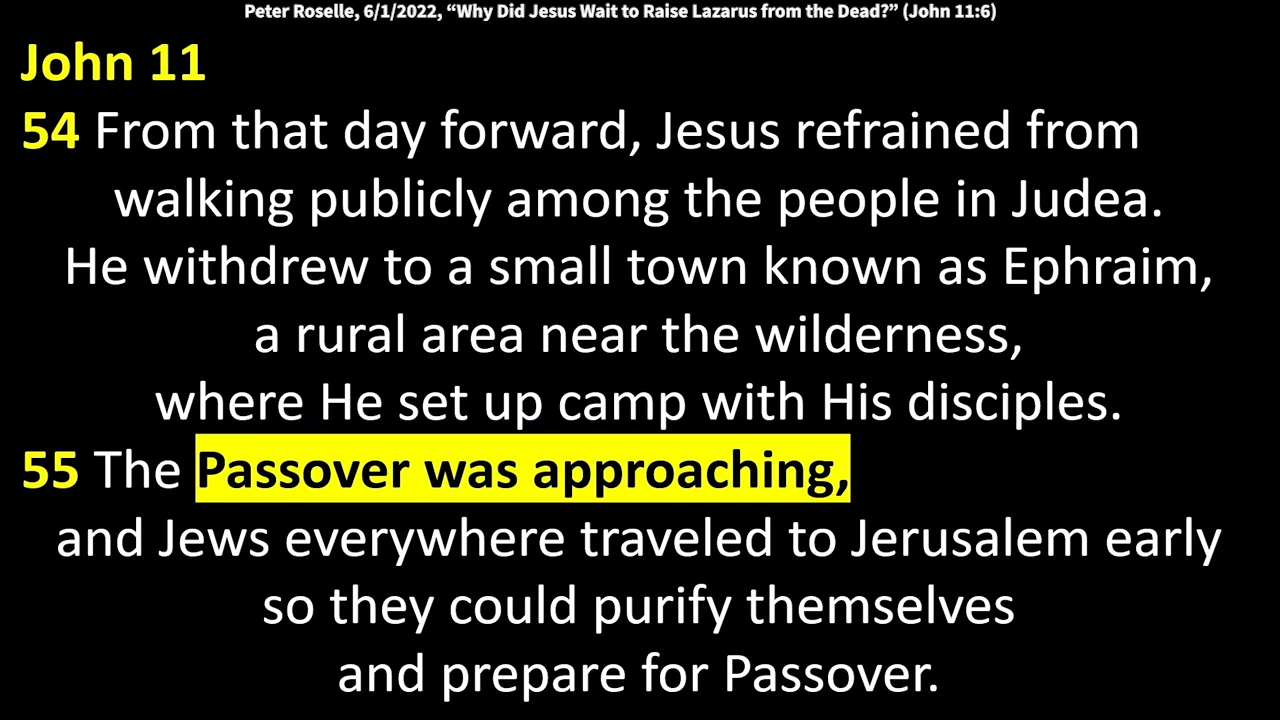 Peter Roselle, 6/1/2022, “Why Did Jesus Wait to Raise Lazarus from the Dead?” (John 11:6)
John 11
54 From that day forward, Jesus refrained from
walking publicly among the people in Judea.
He withdrew to a small town known as Ephraim,
a rural area near the wilderness,
where He set up camp with His disciples.
55 The Passover was approaching,
and Jews everywhere traveled to Jerusalem early
so they could purify themselves
and prepare for Passover.